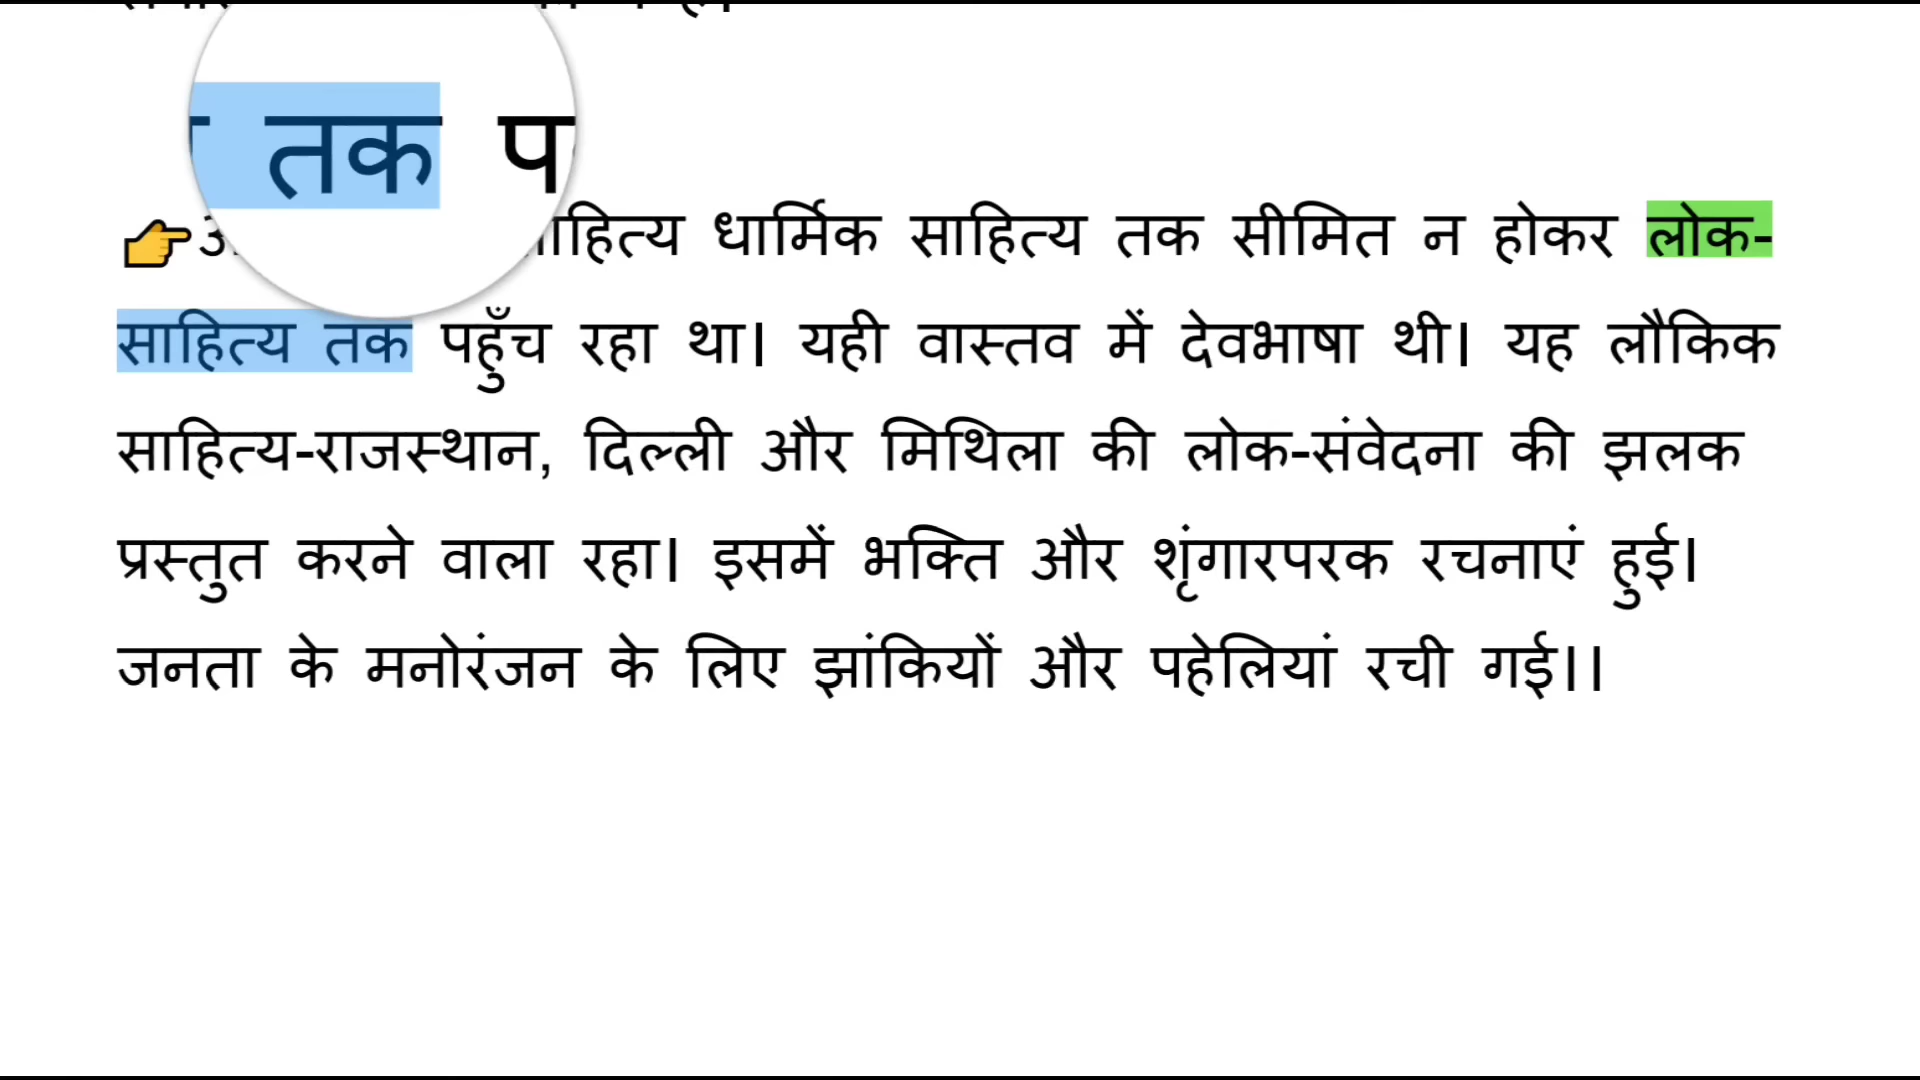 तक
👉 साहित्य धार्मिक साहित्य तक सीमित न होकर लोक-
साहित्य तक पहुँच रहा था। यही वास्तव में देवभाषा थी। यह लौकिक
साहित्य-राजस्थान, दिल्ली और मिथिला की लोक-संवेदना की झलक
प्रस्तुत करने वाला रहा। इसमें भक्ति और शृंगारपरक रचनाएं हुई।
जनता के मनोरंजन के लिए झांकियों और पहेलियां रची गई।।